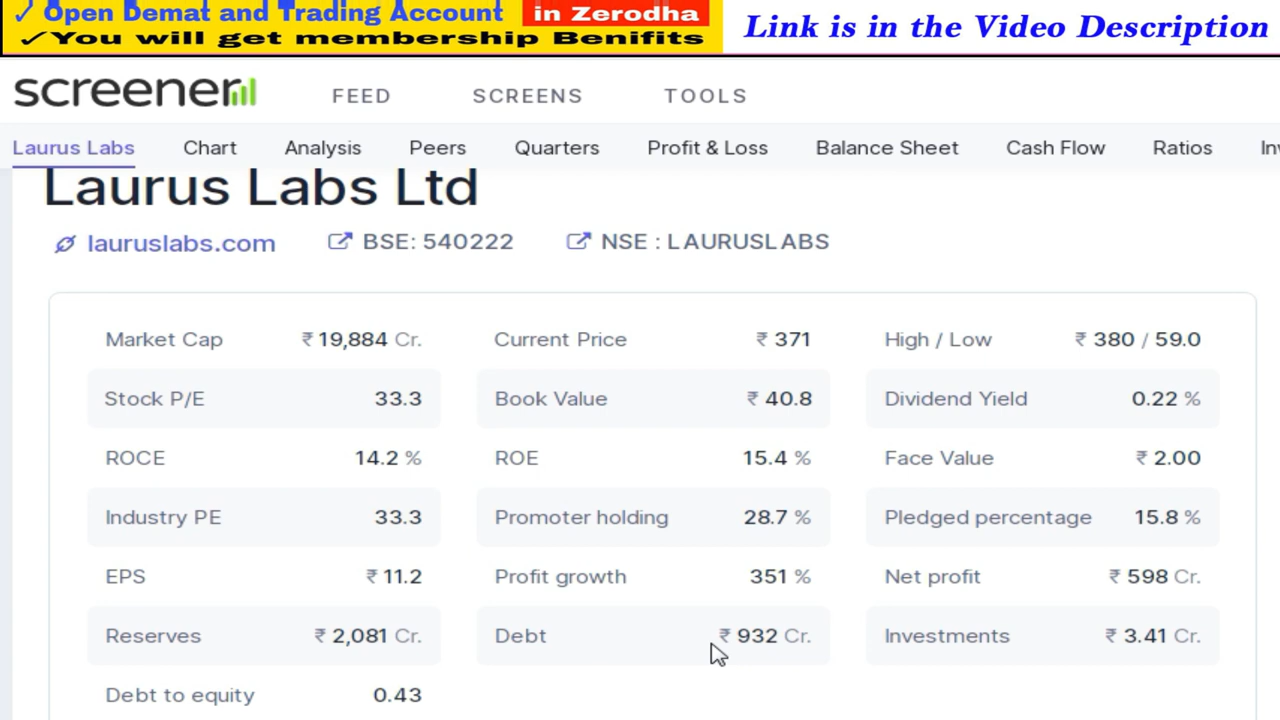 ✓ Open Demat and Trading Account in Zerodha
✓You will get membership Benifits
Link is in the Video Description
screener
FEED SCREENS TOOLS
Laurus Labs Chart Analysis Peers Quarters Profit & Loss Balance Sheet Cash Flow Ratios In
Laurus Labs Ltd
lauruslabs.com BSE: 540222 NSE : LAURUSLABS
Market Cap ₹ 19,884 Cr. Current Price ₹ 371 High / Low ₹ 380 / 59.0
Stock P/E 33.3 Book Value ₹ 40.8 Dividend Yield 0.22 %
ROCE 14.2 % ROE 15.4 % Face Value ₹ 2.00
Industry PE 33.3 Promoter holding 28.7 % Pledged percentage 15.8 %
EPS ₹ 11.2 Profit growth 351 % Net profit ₹ 598 Cr.
Reserves ₹ 2,081 Cr. Debt ₹ 932 Cr. Investments ₹ 3.41 Cr.
Debt to equity 0.43